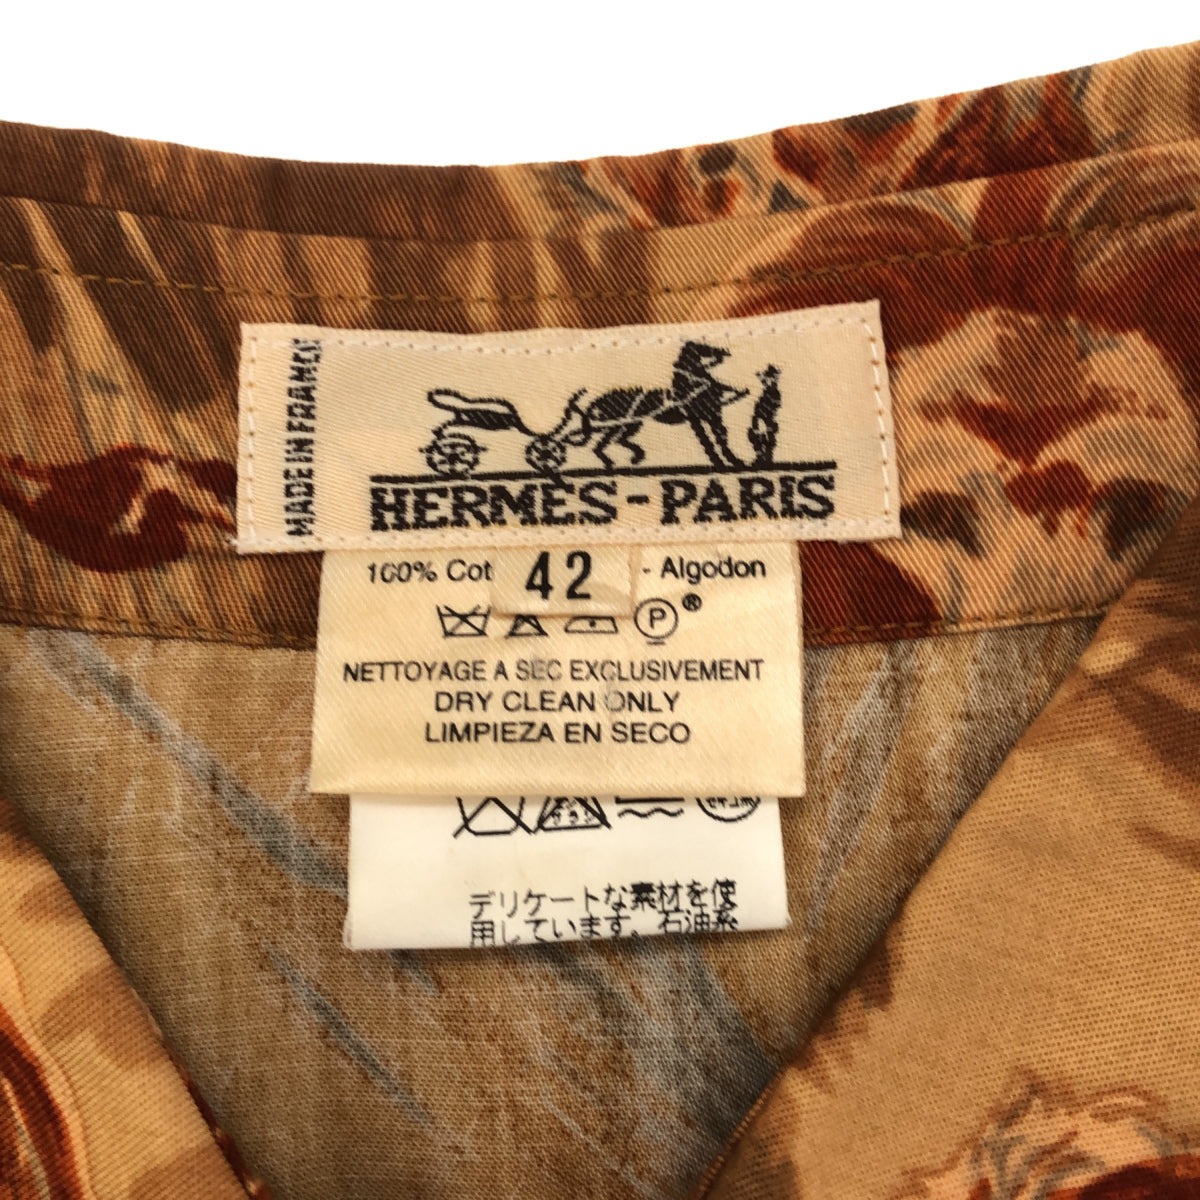 MADE IN FRANCE
HERMÈS-PARIS
100% Cot 42 - Algodon
P ®
NETTOYAGE A SEC EXCLUSIVEMENT
DRY CLEAN ONLY
LIMPIEZA EN SECO
デリケートな素材を使
用しています。石油系